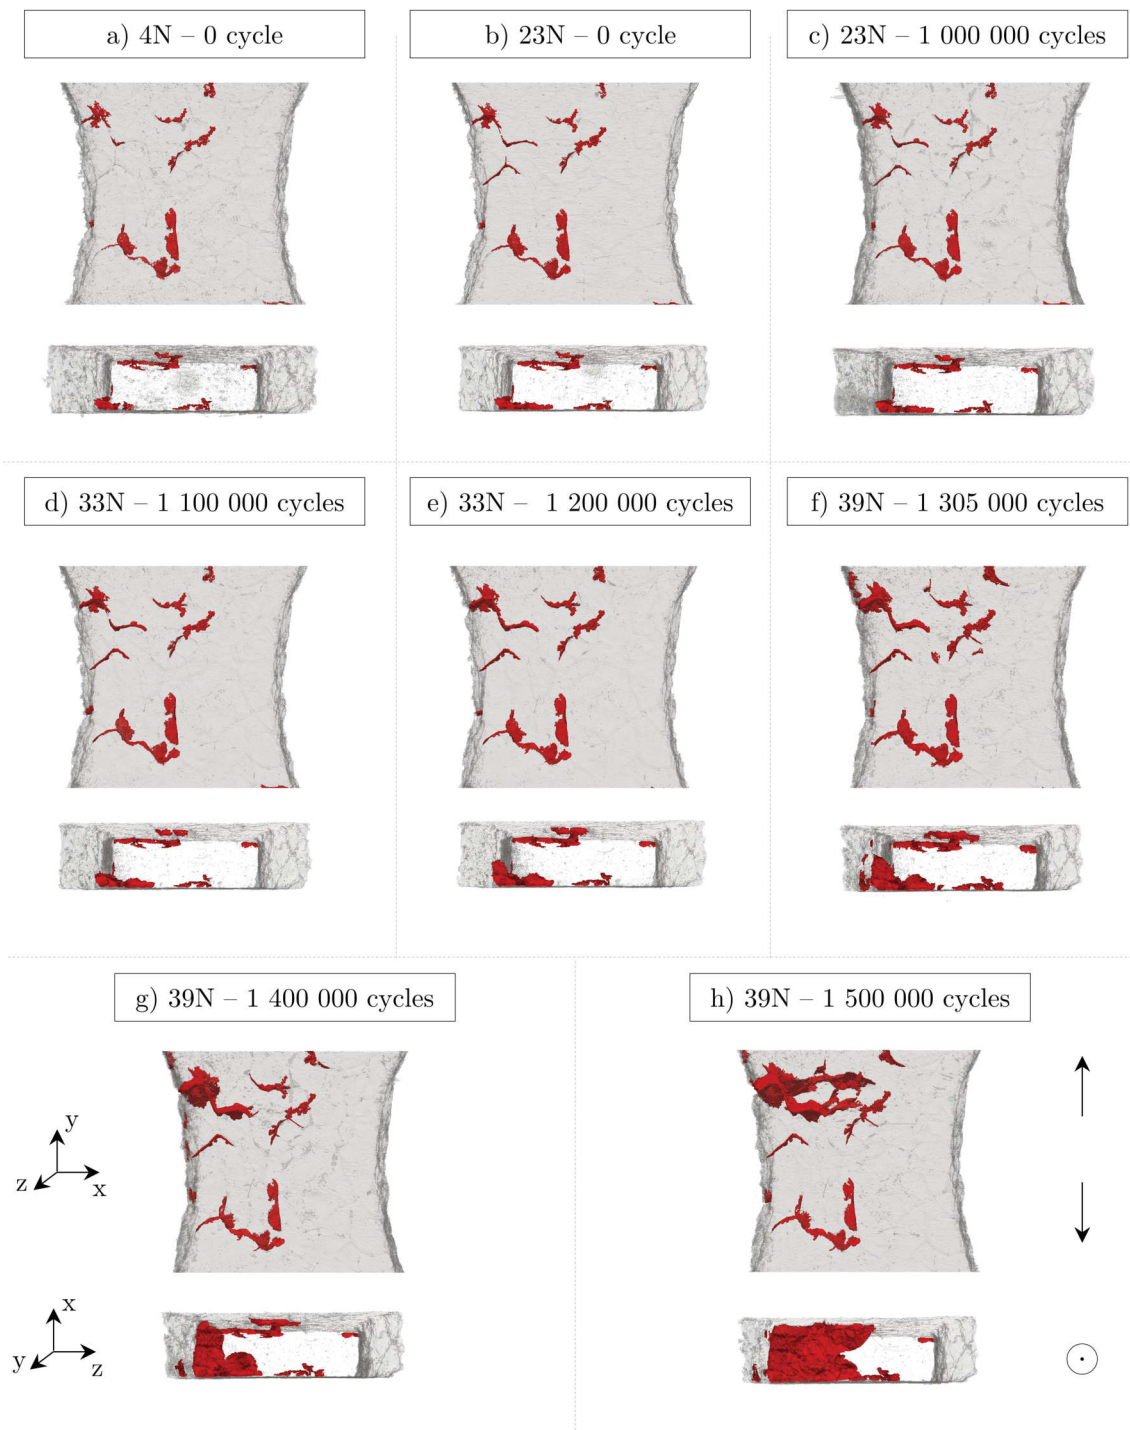 a) 4N – 0 cycle
b) 23N – 0 cycle
c) 23N – 1 000 000 cycles
d) 33N – 1 100 000 cycles
e) 33N – 1 200 000 cycles
f) 39N – 1 305 000 cycles
g) 39N – 1 400 000 cycles
h) 39N – 1 500 000 cycles
y
z
x
x
y
z